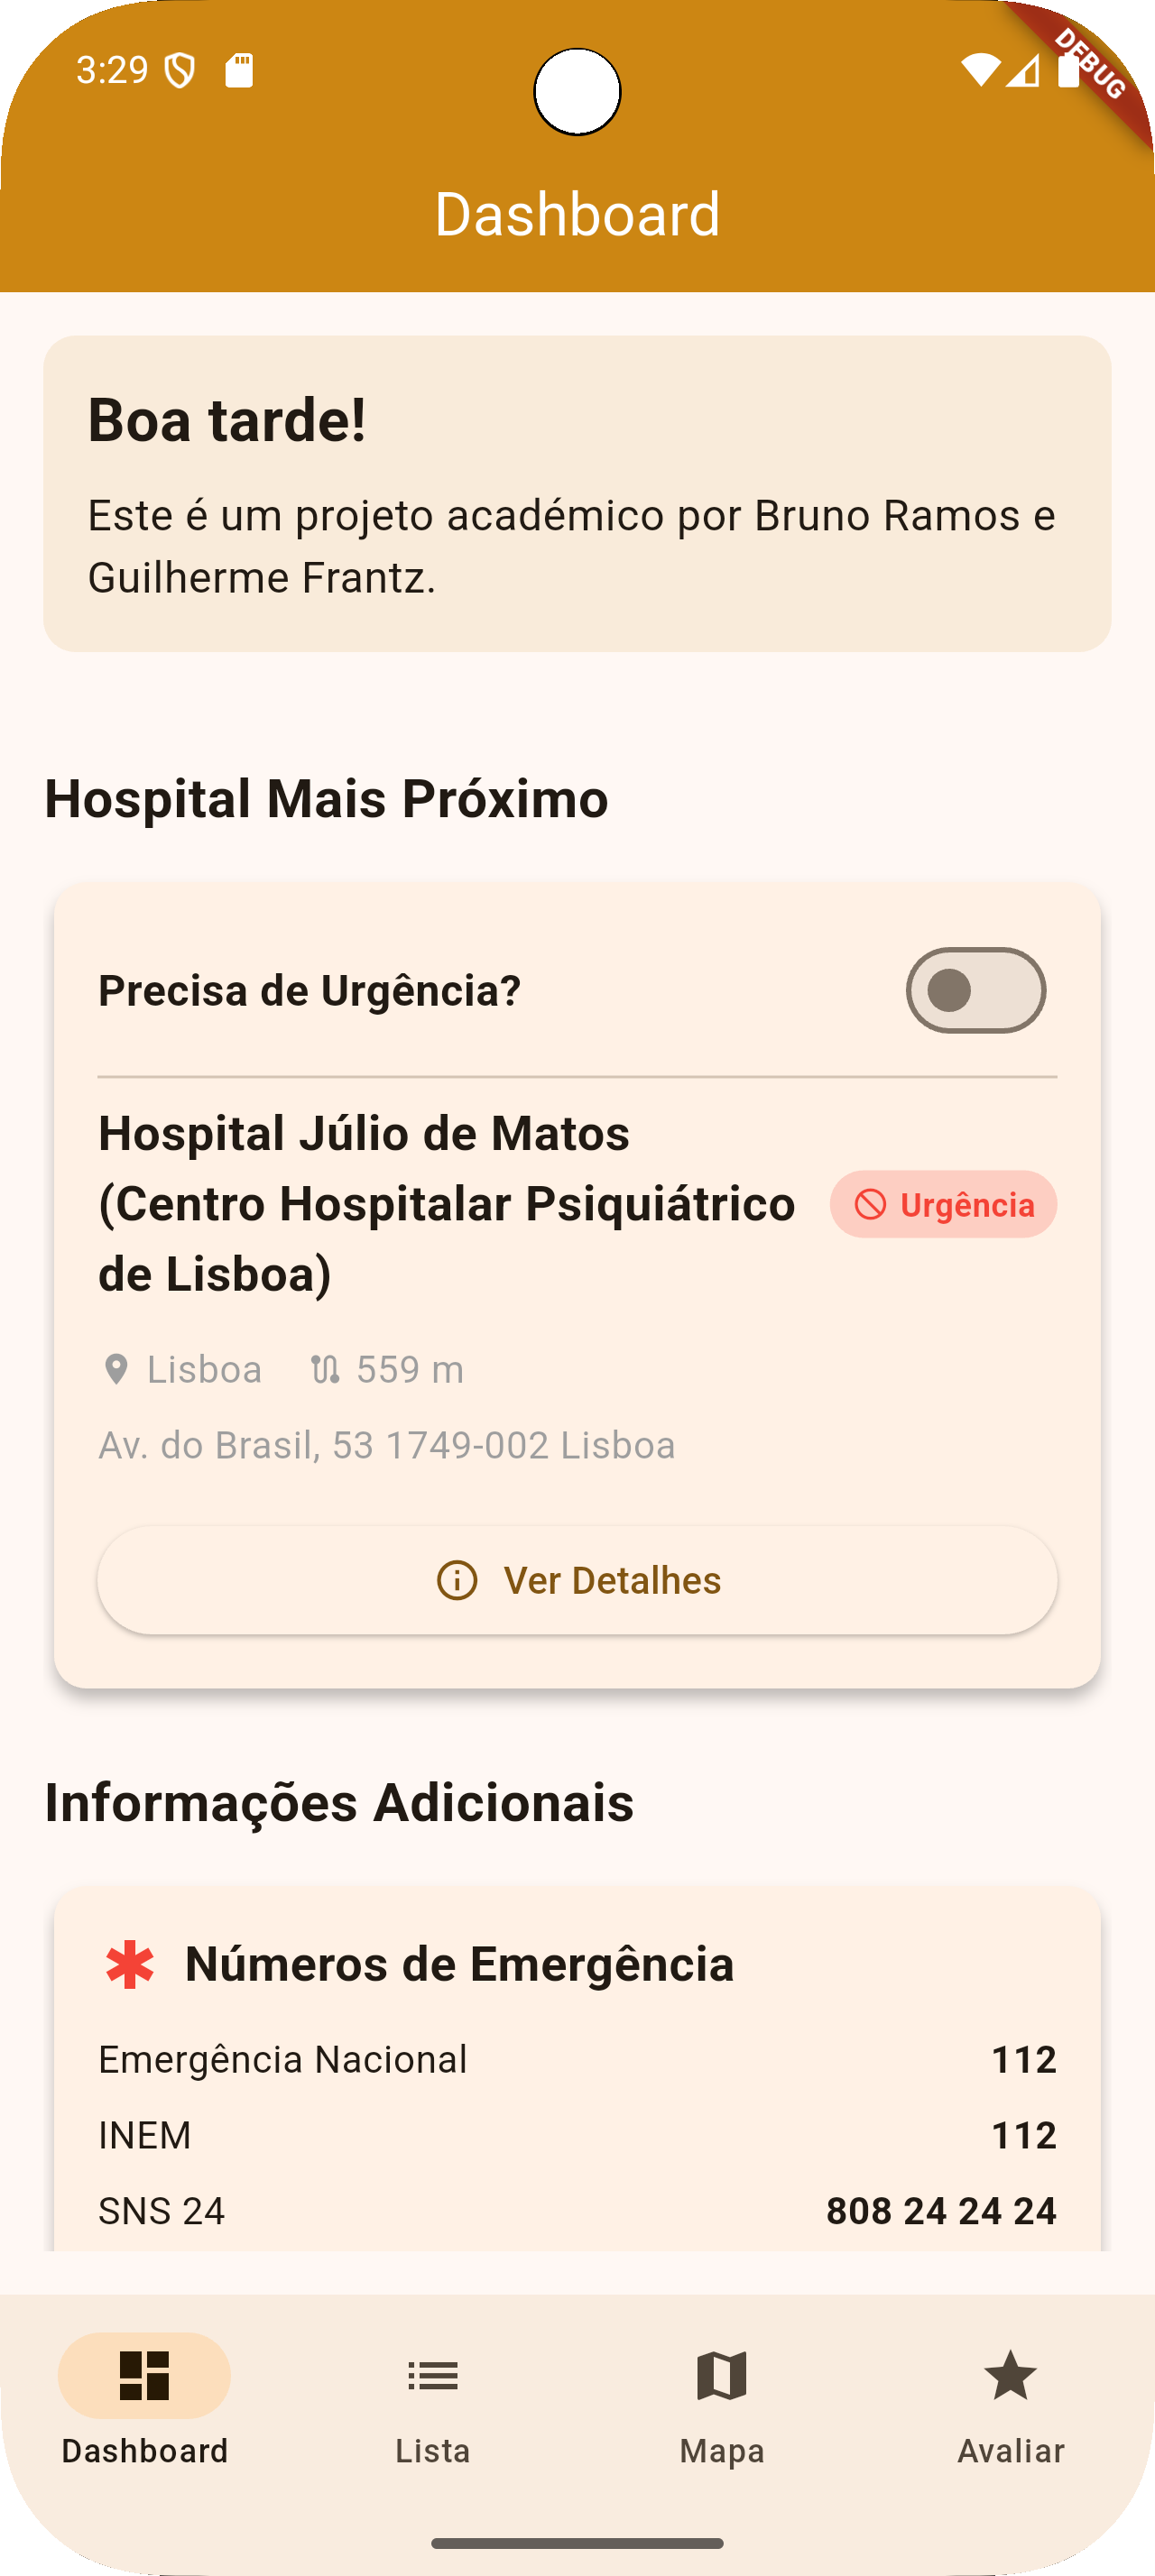 3:29
DEBUG
Dashboard
Boa tarde!
Este é um projeto académico por Bruno Ramos e
Guilherme Frantz.
Hospital Mais Próximo
Precisa de Urgência?
Hospital Júlio de Matos
(Centro Hospitalar Psiquiátrico
de Lisboa)
Urgência
Lisboa 559 m
Av. do Brasil, 53 1749-002 Lisboa
Ver Detalhes
Informações Adicionais
Números de Emergência
Emergência Nacional 112
INEM 112
SNS 24 808 24 24 24
Dashboard Lista Mapa Avaliar